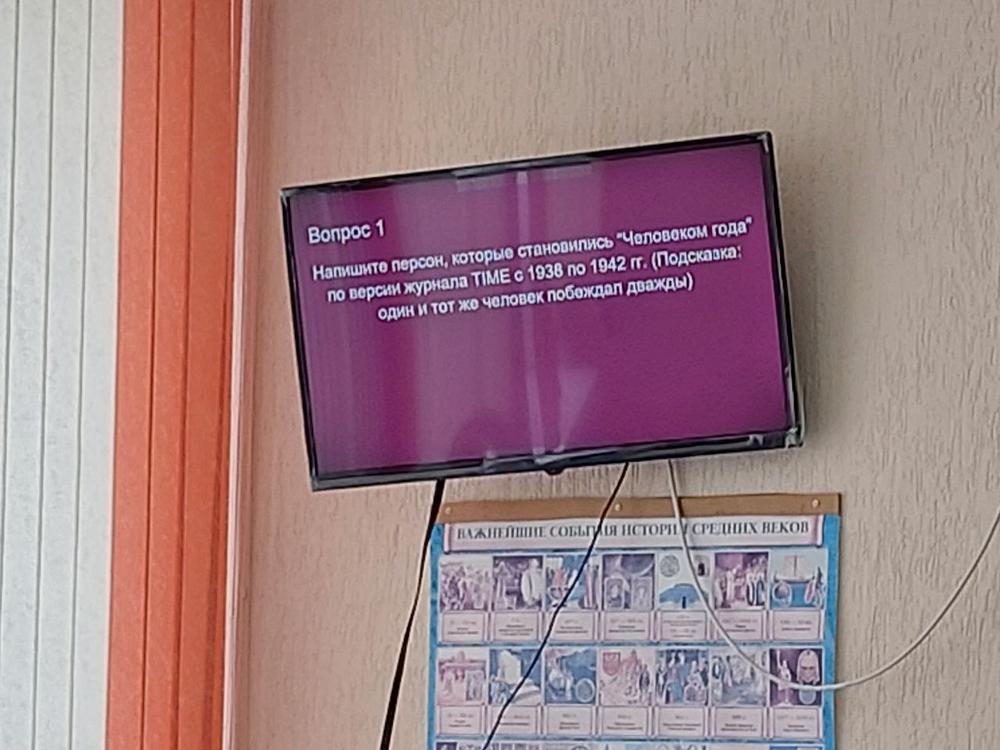 Вопрос 1
Напишите персон, которые становились "Человеком года"
по версии журнала TIME с 1938 по 1942 гг. (Подсказка:
один и тот же человек побеждал дважды)
ВАЖНЕЙШИЕ СОБЫТИЯ ИСТОРИИ СРЕДНИХ ВЕКОВ